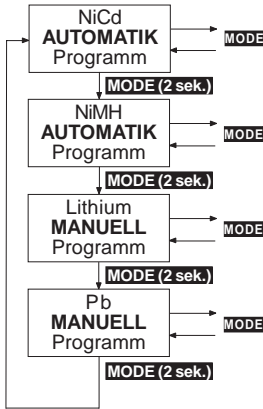 NiCd
AUTOMATIK
Programm
MODE
MODE (2 sek.)
NiMH
AUTOMATIK
Programm
MODE
MODE (2 sek.)
Lithium
MANUELL
Programm
MODE
MODE (2 sek.)
Pb
MANUELL
Programm
MODE
MODE (2 sek.)